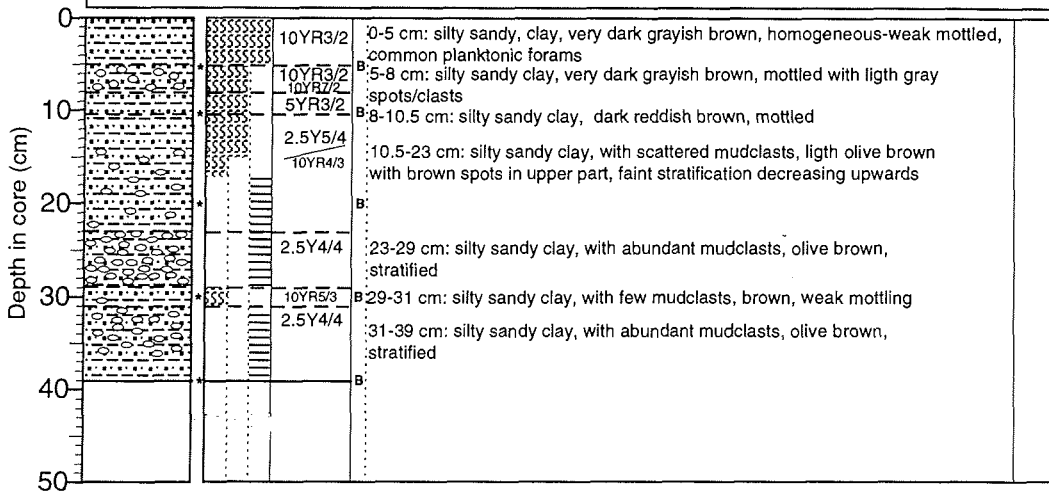 0
10
20
30
40
50
Depth in core (cm)
*
*
*
*
*
10YR3/2
10YR3/2
10YR7/2
5YR3/2
2.5Y5/4
10YR4/3
2.5Y4/4
10YR5/3
2.5Y4/4
B
B
B
B
B
0-5 cm: silty sandy, clay, very dark grayish brown, homogeneous-weak mottled,
common planktonic forams
5-8 cm: silty sandy clay, very dark grayish brown, mottled with ligth gray
spots/clasts
8-10.5 cm: silty sandy clay, dark reddish brown, mottled
10.5-23 cm: silty sandy clay, with scattered mudclasts, ligth olive brown
with brown spots in upper part, faint stratification decreasing upwards
23-29 cm: silty sandy clay, with abundant mudclasts, olive brown,
stratified
29-31 cm: silty sandy clay, with few mudclasts, brown, weak mottling
31-39 cm: silty sandy clay, with abundant mudclasts, olive brown,
stratified